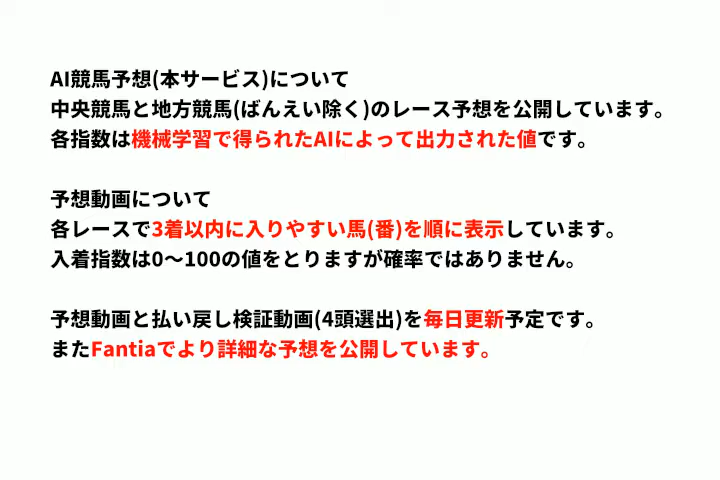 AI競馬予想(本サービス)について
中央競馬と地方競馬(ばんえい除く)のレース予想を公開しています。
各指数は機械学習で得られたAIによって出力された値です。
予想動画について
各レースで3着以内に入りやすい馬(番)を順に表示しています。
入着指数は0～100の値をとりますが確率ではありません。
予想動画と払い戻し検証動画(4頭選出)を毎日更新予定です。
またFantiaでより詳細な予想を公開しています。